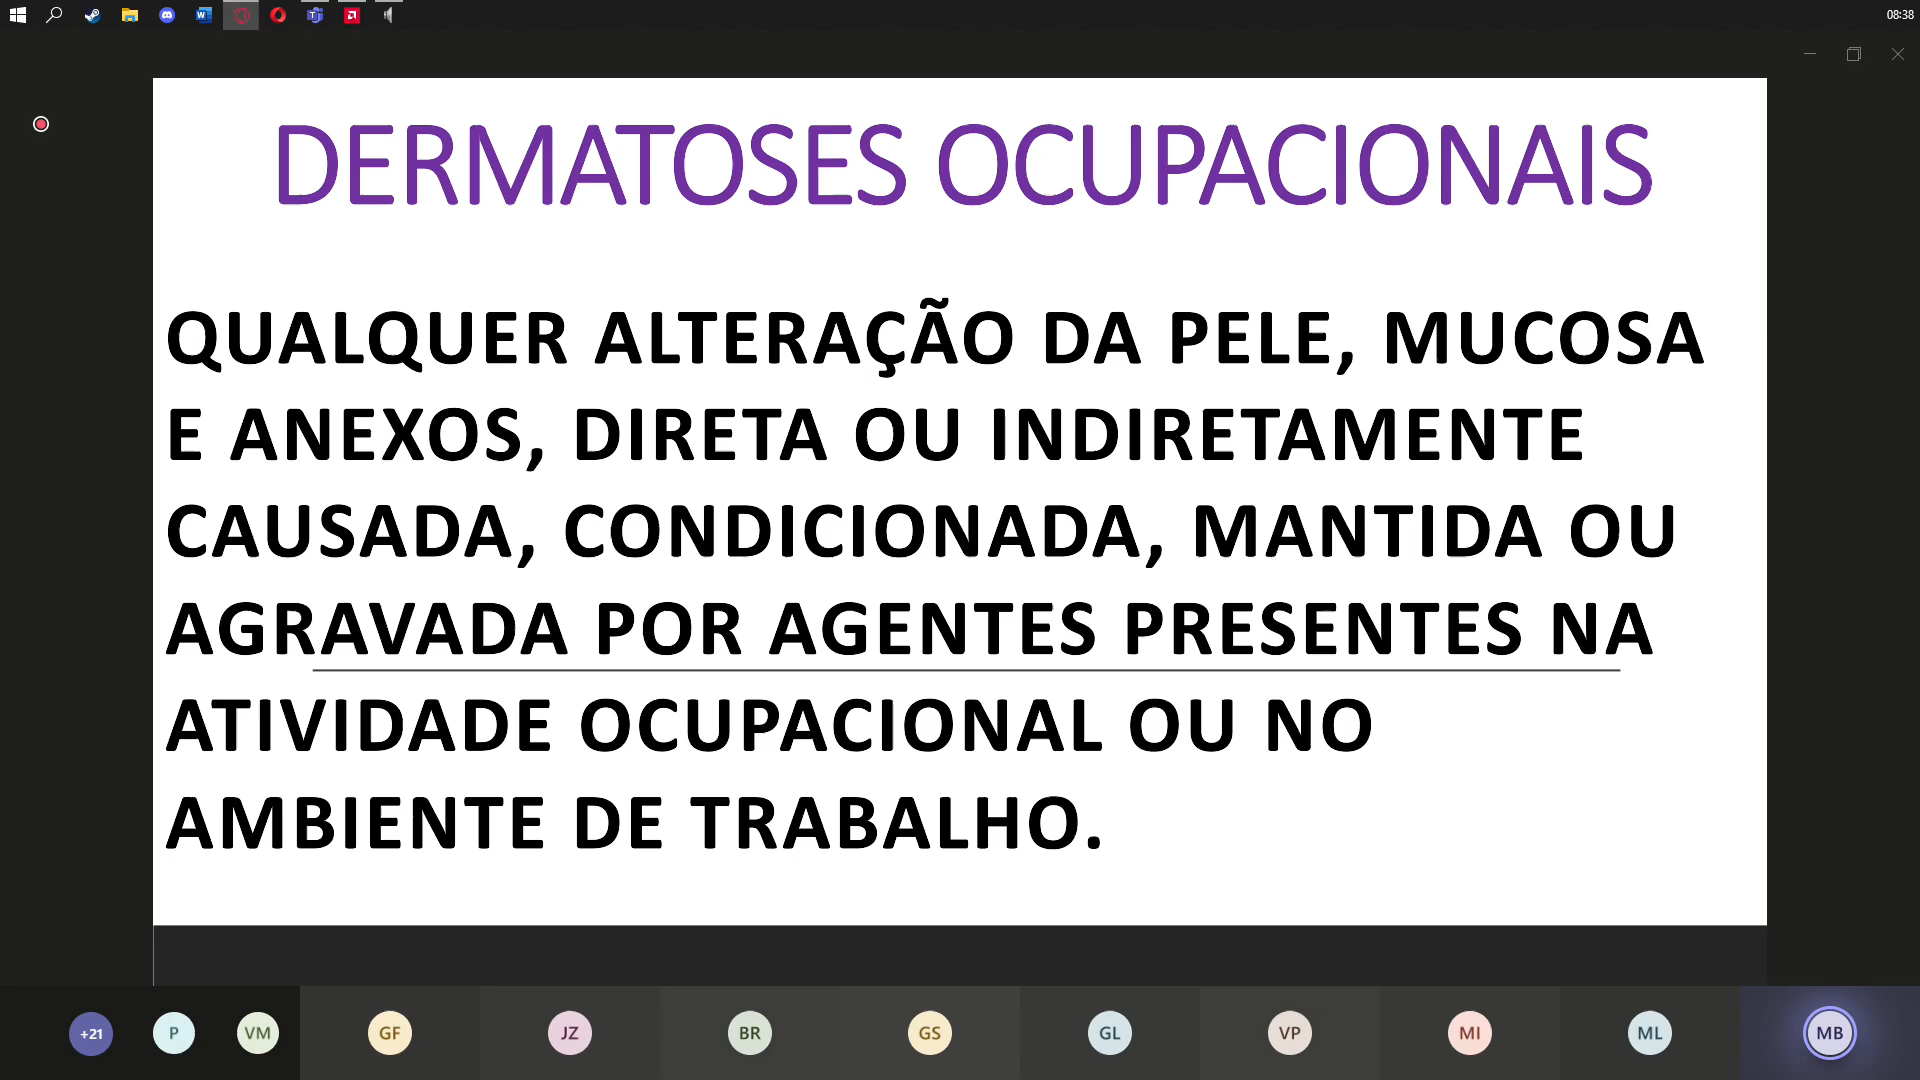 08:38
DERMATOSES OCUPACIONAIS
QUALQUER ALTERAÇÃO DA PELE, MUCOSA
E ANEXOS, DIRETA OU INDIRETAMENTE
CAUSADA, CONDICIONADA, MANTIDA OU
AGRAVADA POR AGENTES PRESENTES NA
ATIVIDADE OCUPACIONAL OU NO
AMBIENTE DE TRABALHO.
+21 P VM GF JZ BR GS GL VP MI ML MB